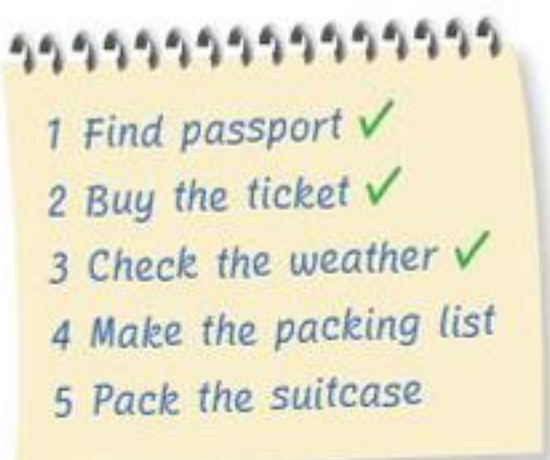 1 Find passport ✓
2 Buy the ticket ✓
3 Check the weather ✓
4 Make the packing list
5 Pack the suitcase